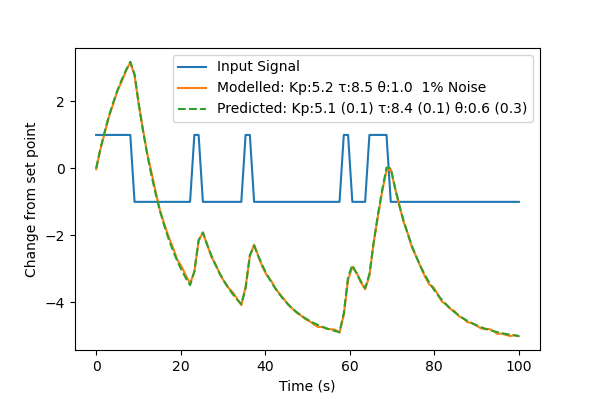 Input Signal
Modelled: Kp:5.2 τ:8.5 θ:1.0  1% Noise
Predicted: Kp:5.1 (0.1) τ:8.4 (0.1) θ:0.6 (0.3)
2
0
−2
−4
Change from set point
0 20 40 60 80 100
Time (s)